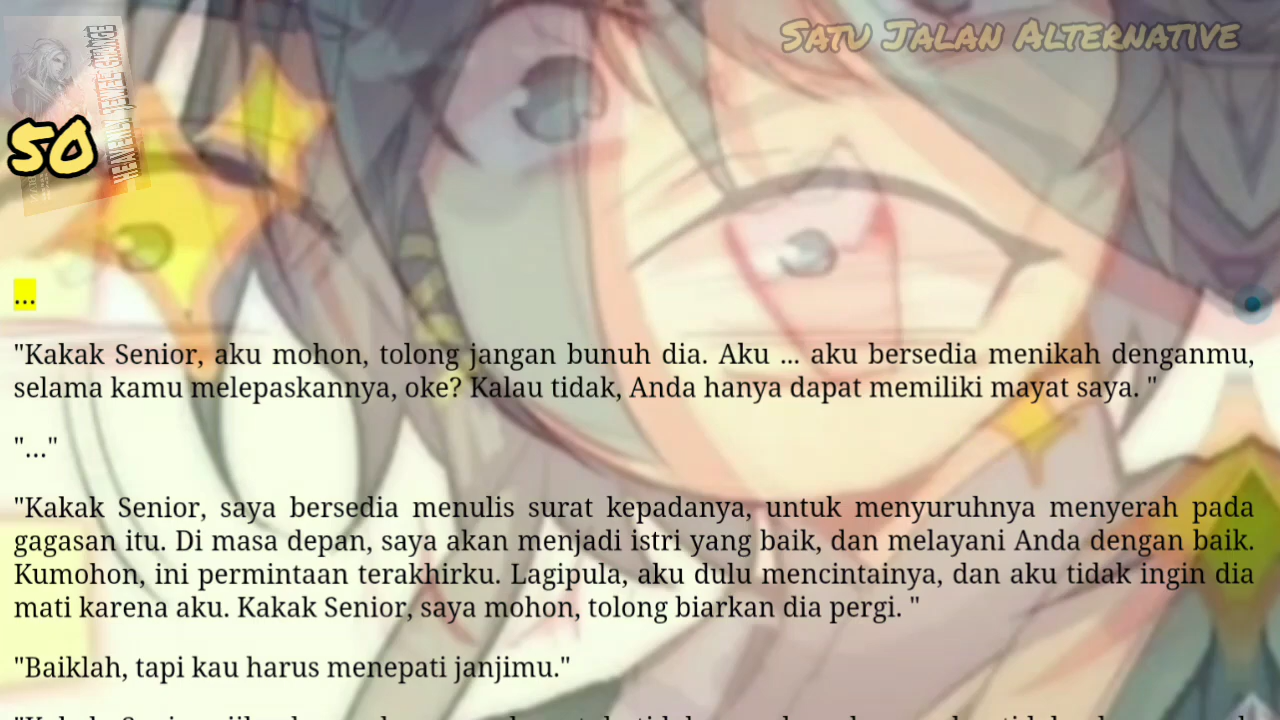 SATU JALAN ALTERNATIVE
50
...
"Kakak Senior, aku mohon, tolong jangan bunuh dia. Aku ... aku bersedia menikah denganmu,
selama kamu melepaskannya, oke? Kalau tidak, Anda hanya dapat memiliki mayat saya. "
"..."
"Kakak Senior, saya bersedia menulis surat kepadanya, untuk menyuruhnya menyerah pada
gagasan itu. Di masa depan, saya akan menjadi istri yang baik, dan melayani Anda dengan baik.
Kumohon, ini permintaan terakhirku. Lagipula, aku dulu mencintainya, dan aku tidak ingin dia
mati karena aku. Kakak Senior, saya mohon, tolong biarkan dia pergi. "
"Baiklah, tapi kau harus menepati janjimu."